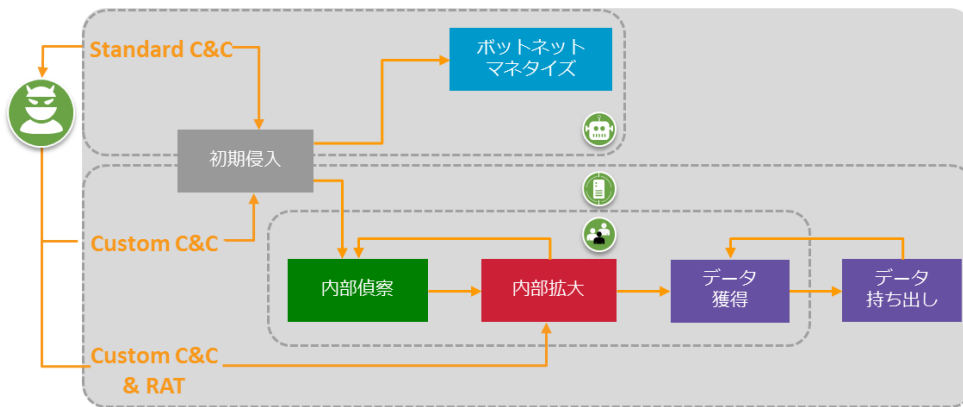 Standard C&C
ボットネット
マネタイズ
初期侵入
Custom C&C
内部偵察
内部拡大
データ
獲得
データ
持ち出し
Custom C&C
& RAT